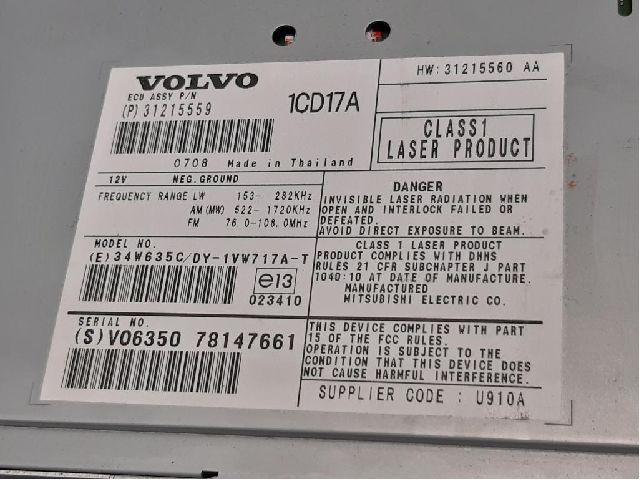 VOLVO
ECU ASSY P/N
(P) 31215559
1CD17A
HW:31215560 AA
CLASS1
LASER PRODUCT
0708 Made in Thailand
12V NEG.GROUND
FREQUENCY RANGE LW 153- 282KHz
AM(MW) 522- 1720KHz
FM 76.0-108.0MHz
DANGER
INVISIBLE LASER RADIATION WHEN
OPEN AND INTERLOCK FAILED OR
DEFEATED.
AVOID DIRECT EXPOSURE TO BEAM.
MODEL NO.
(E)34W635C/DY-1VW717A-T
e13
023410
CLASS 1 LASER PRODUCT
PRODUCT COMPLIES WITH DHHS
RULES 21 CFR SUBCHAPTER J PART
1040:10 AT DATE OF MANUFACTURE.
MANUFACTURED
MITSUBISHI ELECTRIC CO.
SERIAL NO.
(S)V06350 78147661
THIS DEVICE COMPLIES WITH PART
15 OF THE FCC RULES.
OPERATION IS SUBJECT TO THE
CONDITION THAT THIS DEVICE DOES
NOT CAUSE HARMFUL INTERFERENCE.
SUPPLIER CODE : U910A